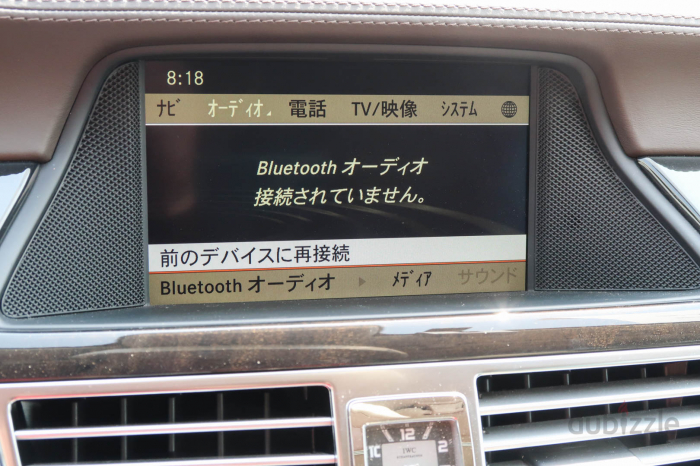 8:18
ﾅﾋﾞ ｵｰﾃﾞｨｵ 電話 TV/映像 ｼｽﾃﾑ
Bluetooth オーディオ
接続されていません。
前のデバイスに再接続
Bluetooth オーディオ ﾒﾃﾞｨｱ サウンド
dubizzle
12
10
2
IWC